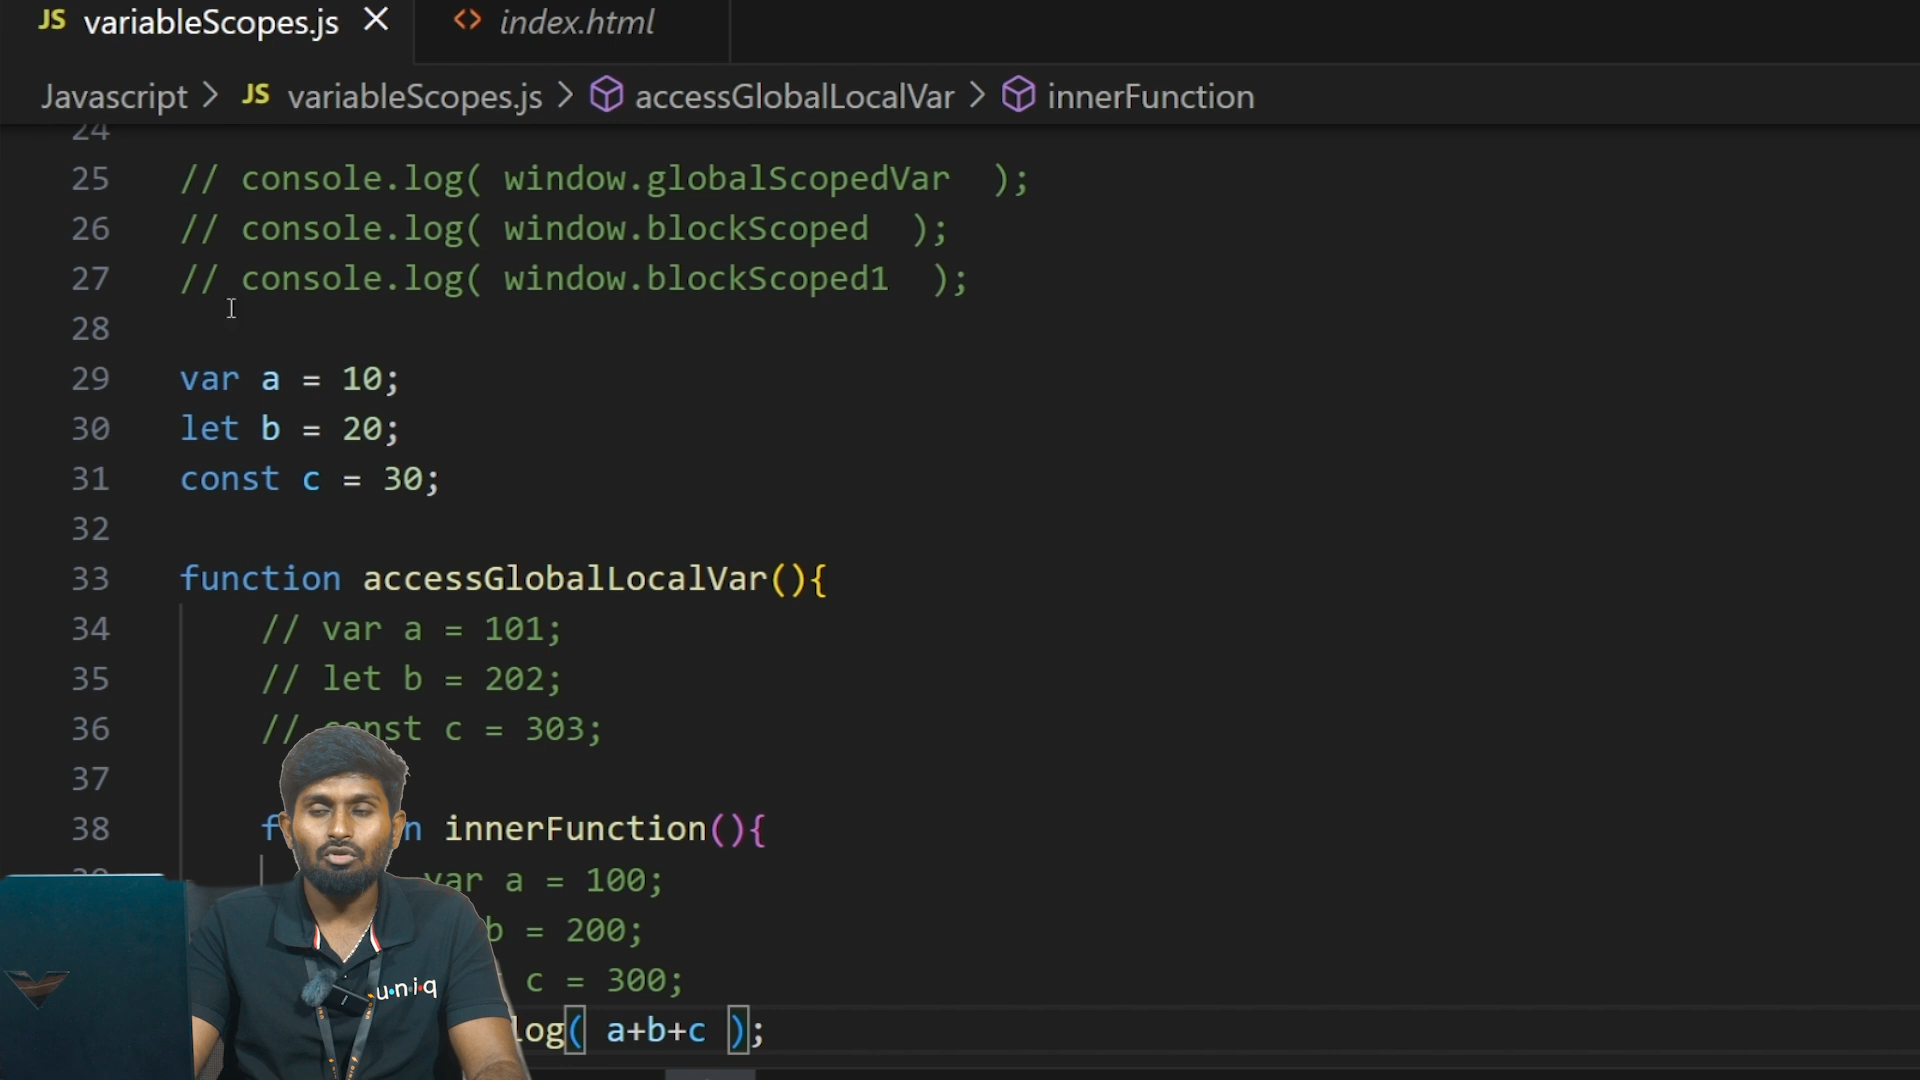 JS variableScopes.js
index.html
Javascript > JS variableScopes.js > accessGlobalLocalVar > innerFunction
24
25 // console.log( window.globalScopedVar );
26 // console.log( window.blockScoped );
27 // console.log( window.blockScoped1 );
28
29 var a = 10;
30 let b = 20;
31 const c = 30;
32
33 function accessGlobalLocalVar(){
34 // var a = 101;
35 // let b = 202;
36 // const c = 303;
37
38 innerFunction(){
var a = 100;
b = 200;
c = 300;
log( a+b+c );
uniq